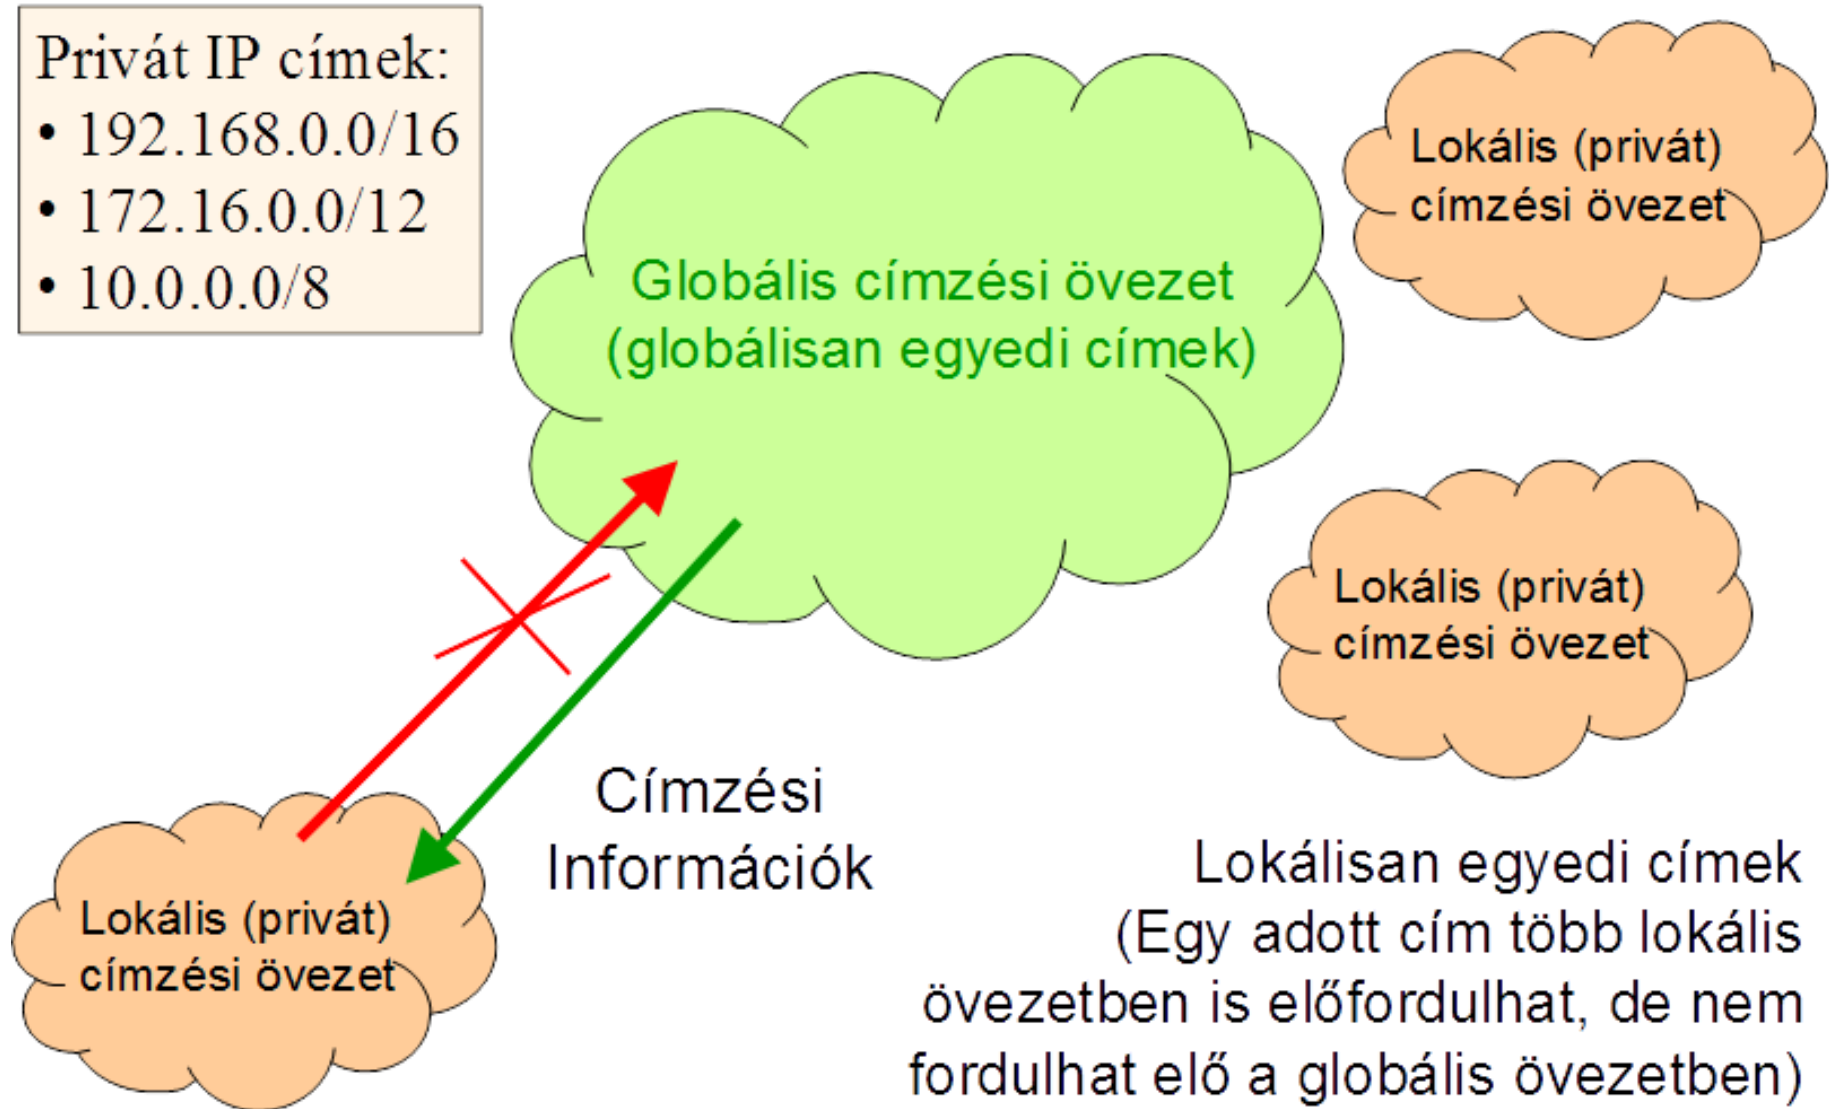 Privát IP címek:
• 192.168.0.0/16
• 172.16.0.0/12
• 10.0.0.0/8
Globális címzési övezet
(globálisan egyedi címek)
Lokális (privát)
címzési övezet
Lokális (privát)
címzési övezet
Címzési
Információk
Lokális (privát)
címzési övezet
Lokálisan egyedi címek
(Egy adott cím több lokális
övezetben is előfordulhat, de nem
fordulhat elő a globális övezetben)